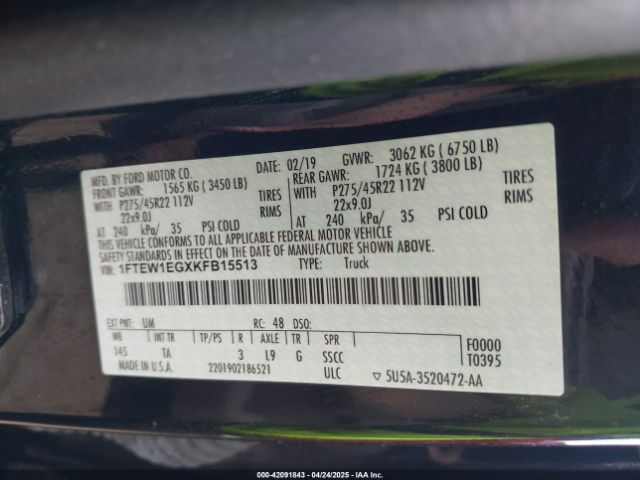 MFD. BY FORD MOTOR CO.
DATE: 02/19 GVWR: 3062 KG ( 6750 LB)
FRONT GAWR: 1565 KG ( 3450 LB) REAR GAWR: 1724 KG ( 3800 LB)
WITH P275/45R22 112V TIRES WITH P275/45R22 112V TIRES
22x9.0J RIMS 22x9.0J RIMS
AT 240 kPa/ 35 PSI COLD AT 240 kPa/ 35 PSI COLD
THIS VEHICLE CONFORMS TO ALL APPLICABLE FEDERAL MOTOR VEHICLE
SAFETY STANDARDS IN EFFECT ON THE DATE OF MANUFACTURE SHOWN ABOVE.
VIN: 1FTEW1EGXKFB15513 TYPE: Truck
EXT PNT: UM RC: 48 DSO:
WB INT TR TP/PS R AXLE TR SPR F0000
145 TA 3 L9 G SSCC T0395
MADE IN U.S.A. 2201902186521 ULC ▽ 5U5A-3520472-AA
000-42091843 - 04/24/2025 - IAA Inc.